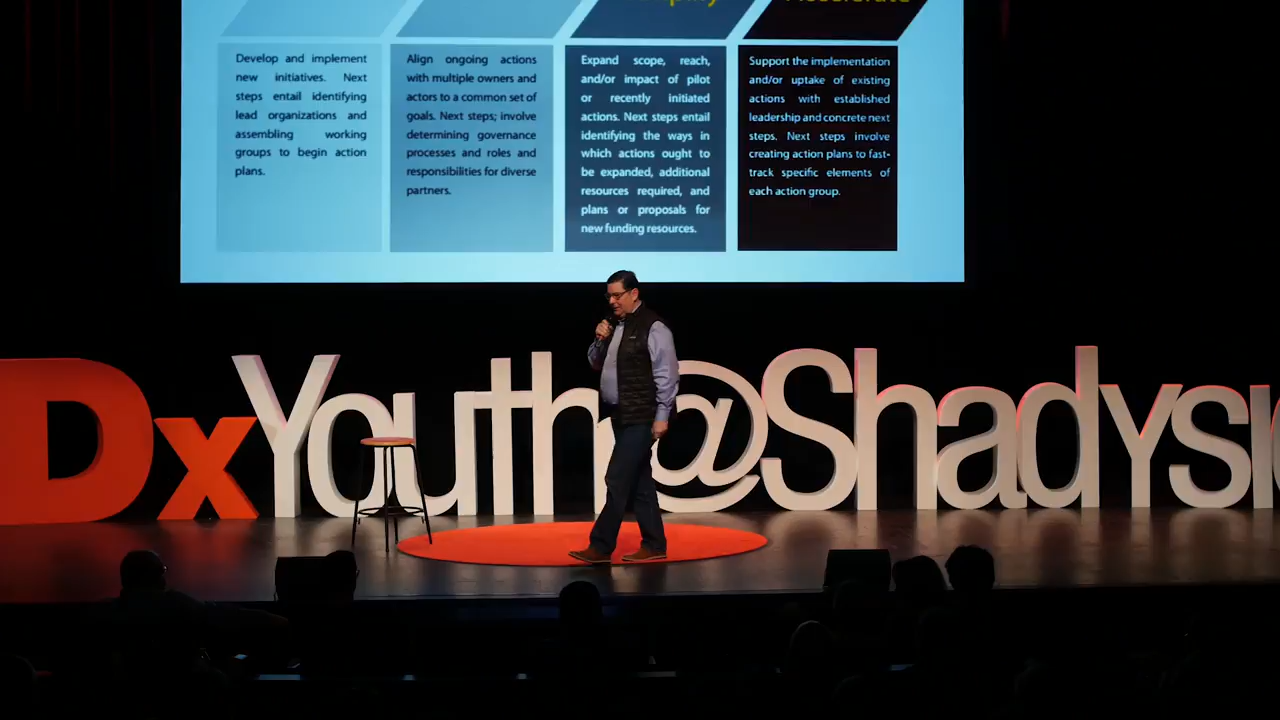 Develop and implement
new initiatives. Next
steps entail identifying
lead organizations and
assembling working
groups to begin action
plans.
Align ongoing actions
with multiple owners and
actors to a common set of
goals. Next steps; involve
determining governance
processes and roles and
responsibilities for diverse
partners.
Expand scope, reach,
and/or impact of pilot
or recently initiated
actions. Next steps entail
identifying the ways in
which actions ought to
be expanded, additional
resources required, and
plans or proposals for
new funding resources.
Accelerate
Support the implementation
and/or uptake of existing
actions with established
leadership and concrete next
steps. Next steps involve
creating action plans to fast-
track specific elements of
each action group.
DxYouth@Shadysi